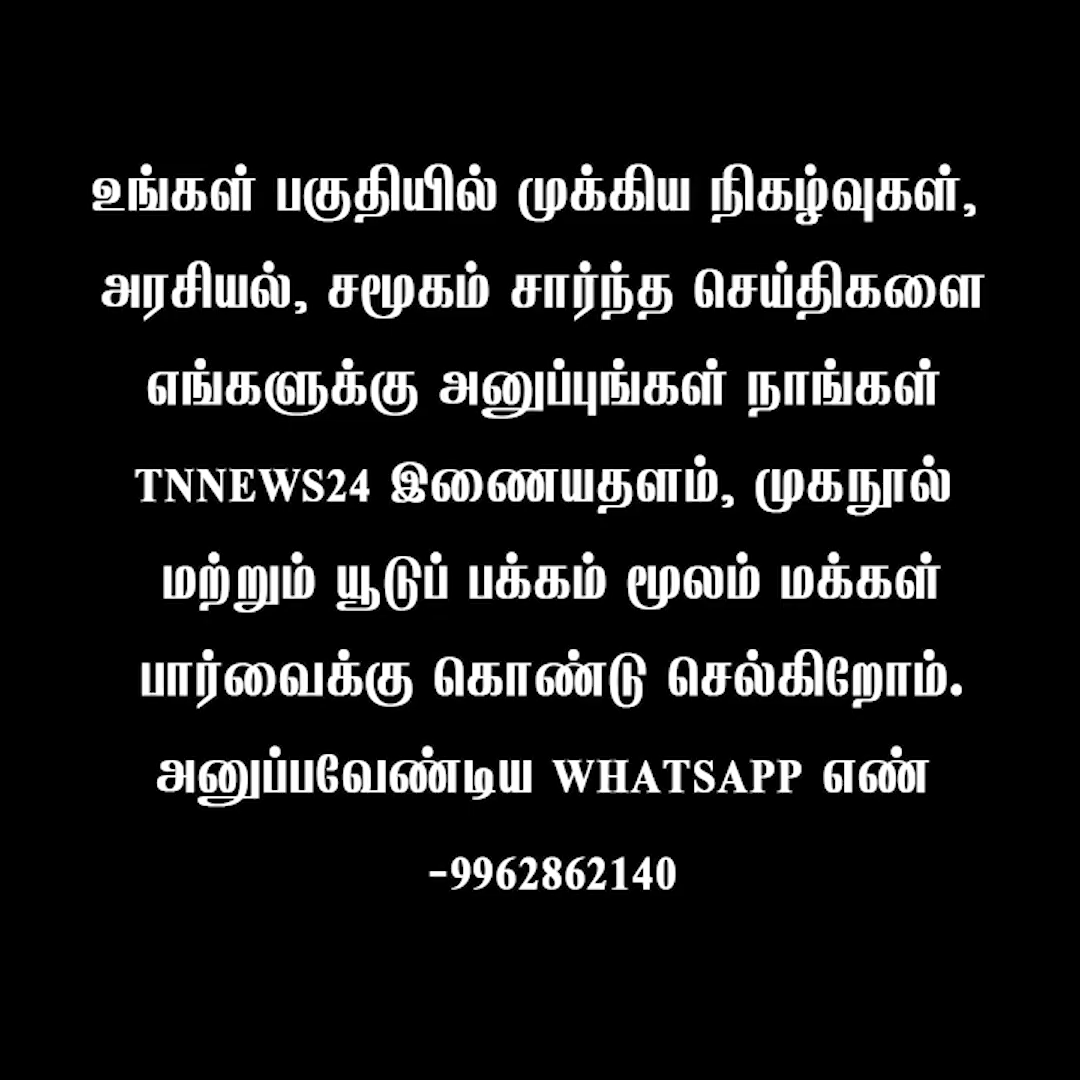 உங்கள் பகுதியில் முக்கிய நிகழ்வுகள்,
அரசியல், சமூகம் சார்ந்த செய்திகளை
எங்களுக்கு அனுப்புங்கள் நாங்கள்
TNNEWS24 இணையதளம், முகநூல்
மற்றும் யூடுப் பக்கம் மூலம் மக்கள்
பார்வைக்கு கொண்டு செல்கிறோம்.
அனுப்பவேண்டிய WHATSAPP எண்
-9962862140